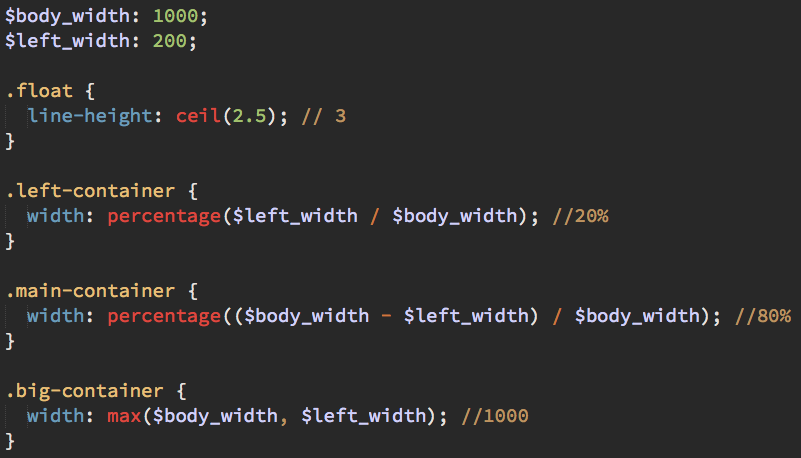 $body_width: 1000;
$left_width: 200;

.float {
  line-height: ceil(2.5); // 3
}

.left-container {
  width: percentage($left_width / $body_width); //20%
}

.main-container {
  width: percentage(($body_width - $left_width) / $body_width); //80%
}

.big-container {
  width: max($body_width, $left_width); //1000
}